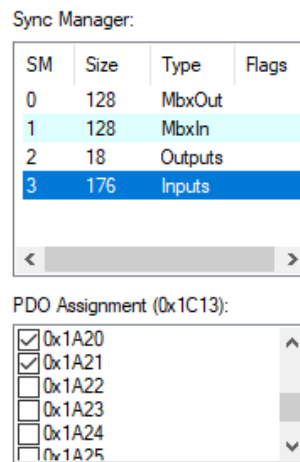 Sync Manager:
SM Size Type Flags
0 128 MbxOut
1 128 MbxIn
2 18 Outputs
3 176 Inputs
PDO Assignment (0x1C13):
0x1A20
0x1A21
0x1A22
0x1A23
0x1A24
0x1A25